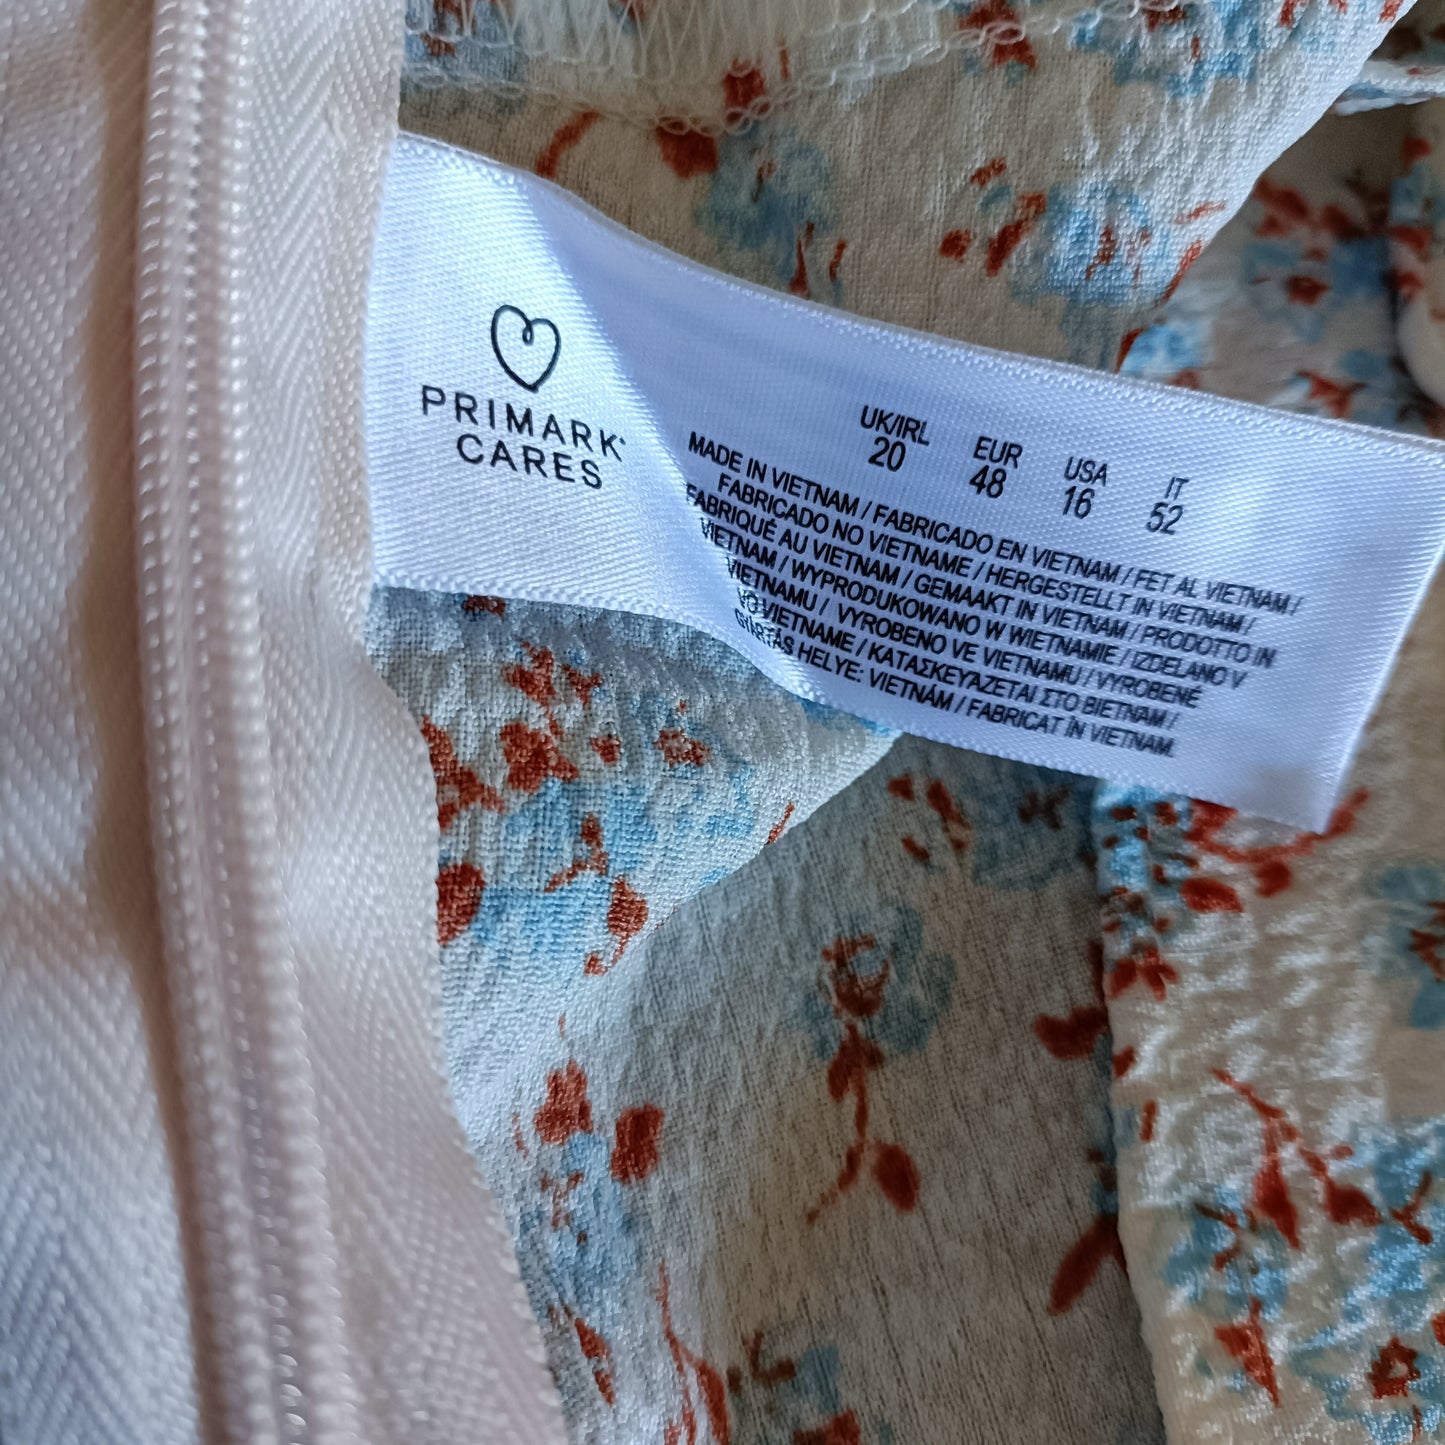 PRIMARK
CARES
UK/IRL EUR USA IT
20 48 16 52
MADE IN VIETNAM / FABRICADO EN VIETNAM / FET AL VIETNAM /
FABRICADO NO VIETNAME / HERGESTELLT IN VIETNAM /
FABRIQUÉ AU VIETNAM / GEMAAKT IN VIETNAM / PRODOTTO IN
VIETNAM / WYPRODUKOWANO W WIETNAMIE / IZDELANO V
VIETNAMU / VYROBENO VE VIETNAMU / VYROBENÉ
VO VIETNAME / ΚΑΤΑΣΚΕΥΆΖΕΤΑΙ ΣΤΟ ΒΙΕΤΝΑΜ /
GYÁRTÁS HELYE: VIETNÁM / FABRICAT ÎN VIETNAM.